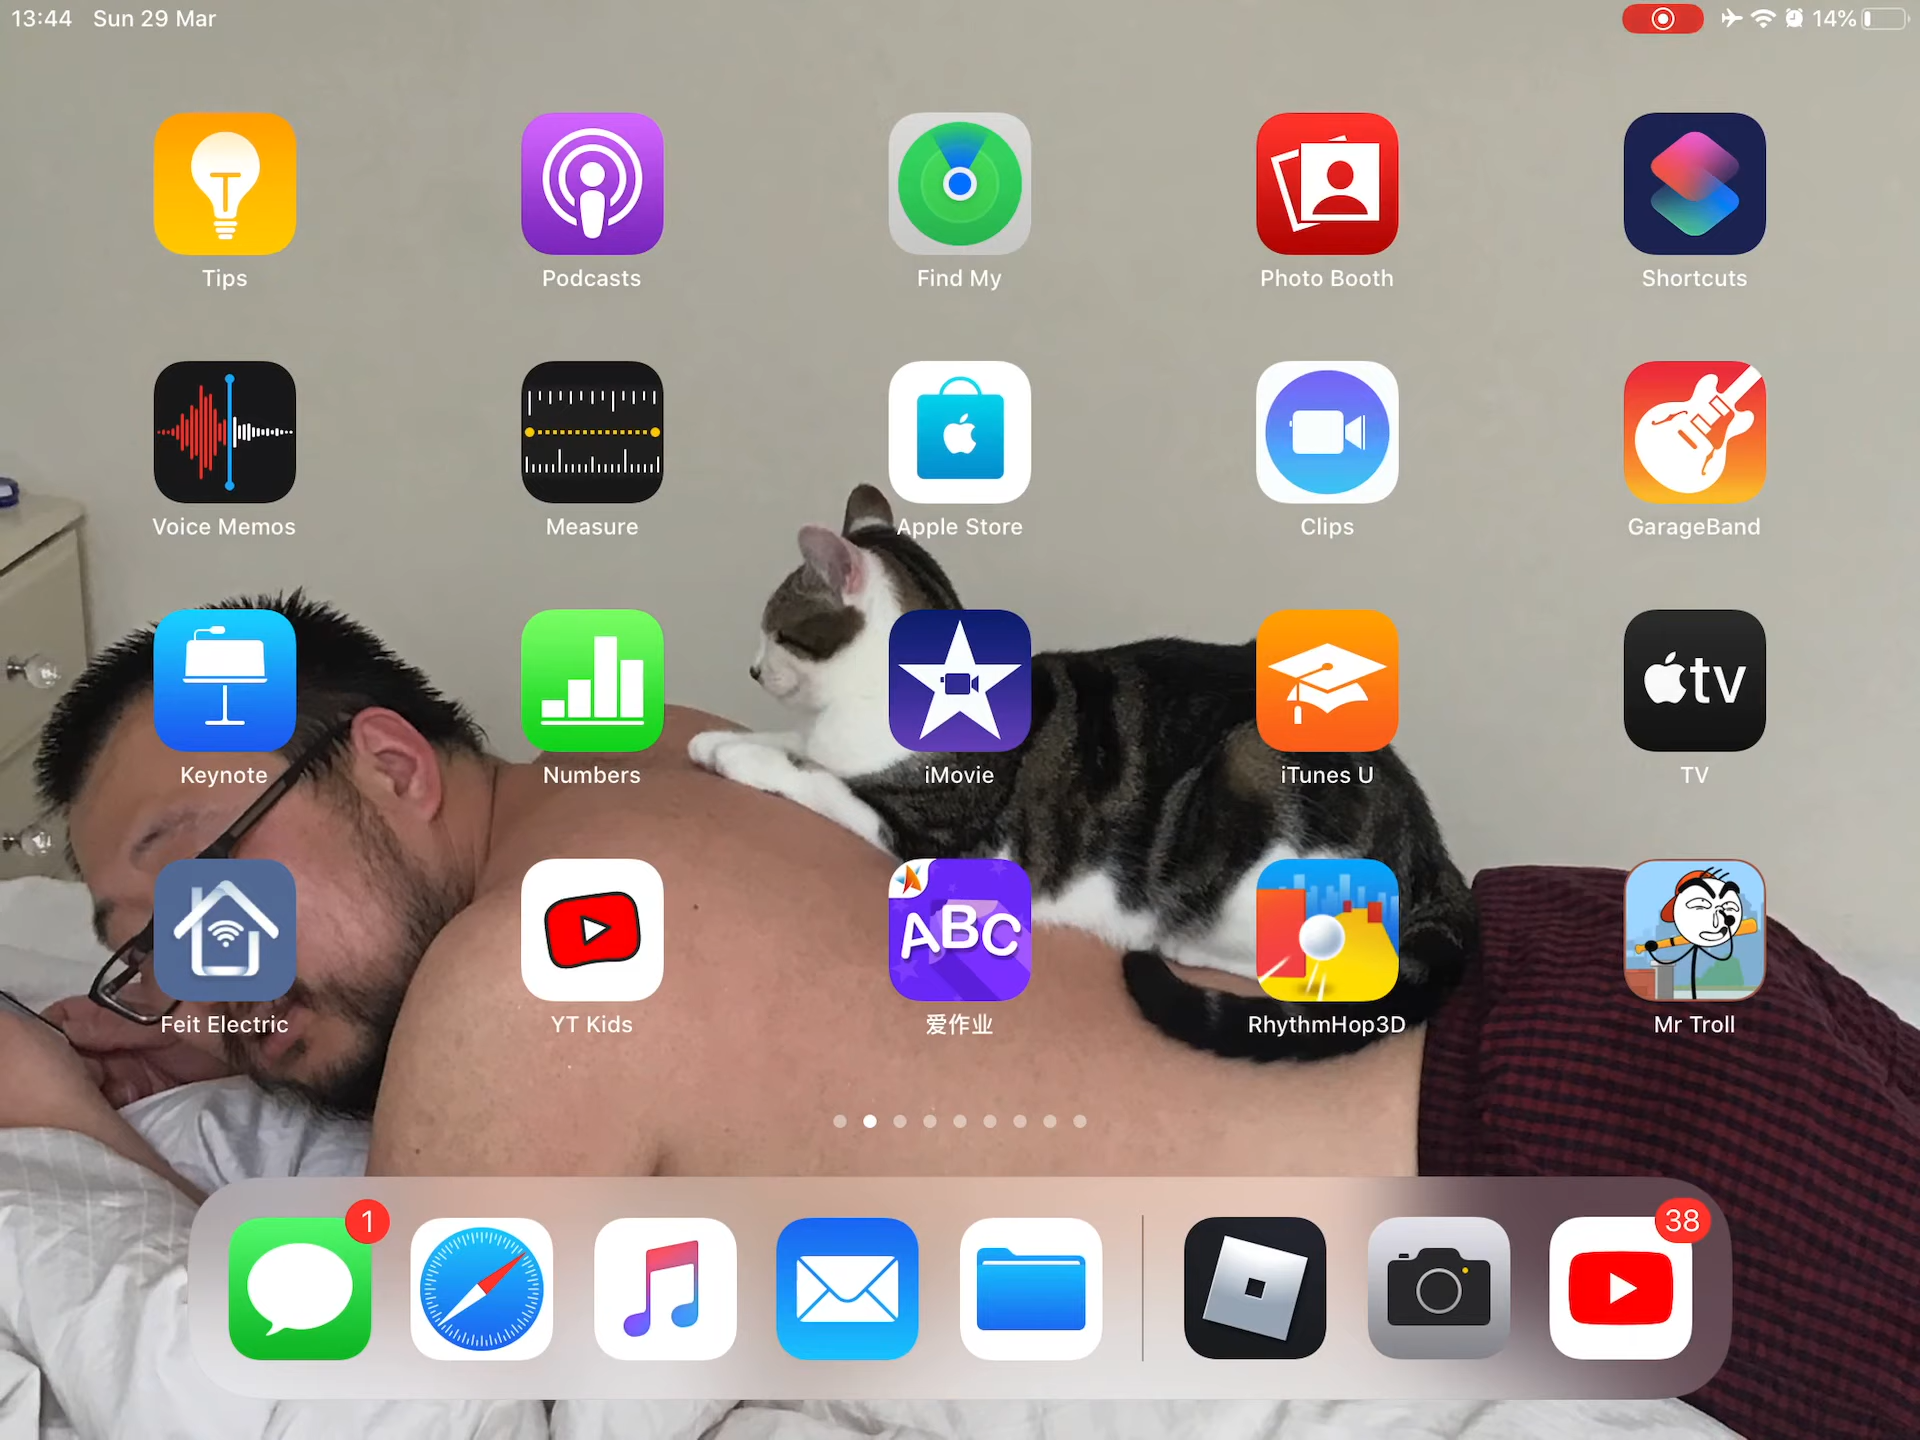 13:44 Sun 29 Mar 14%
Tips Podcasts Find My Photo Booth Shortcuts
Voice Memos Measure Apple Store Clips GarageBand
tv
Keynote Numbers iMovie iTunes U TV
ABC
Feit Electric YT Kids 爱作业 RhythmHop3D Mr Troll
1 38